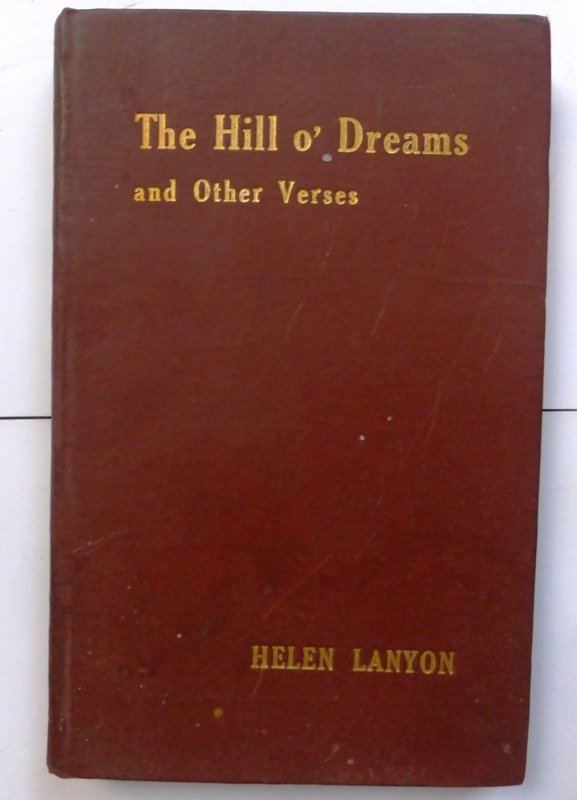 The Hill o' Dreams
and Other Verses
HELEN LANYON